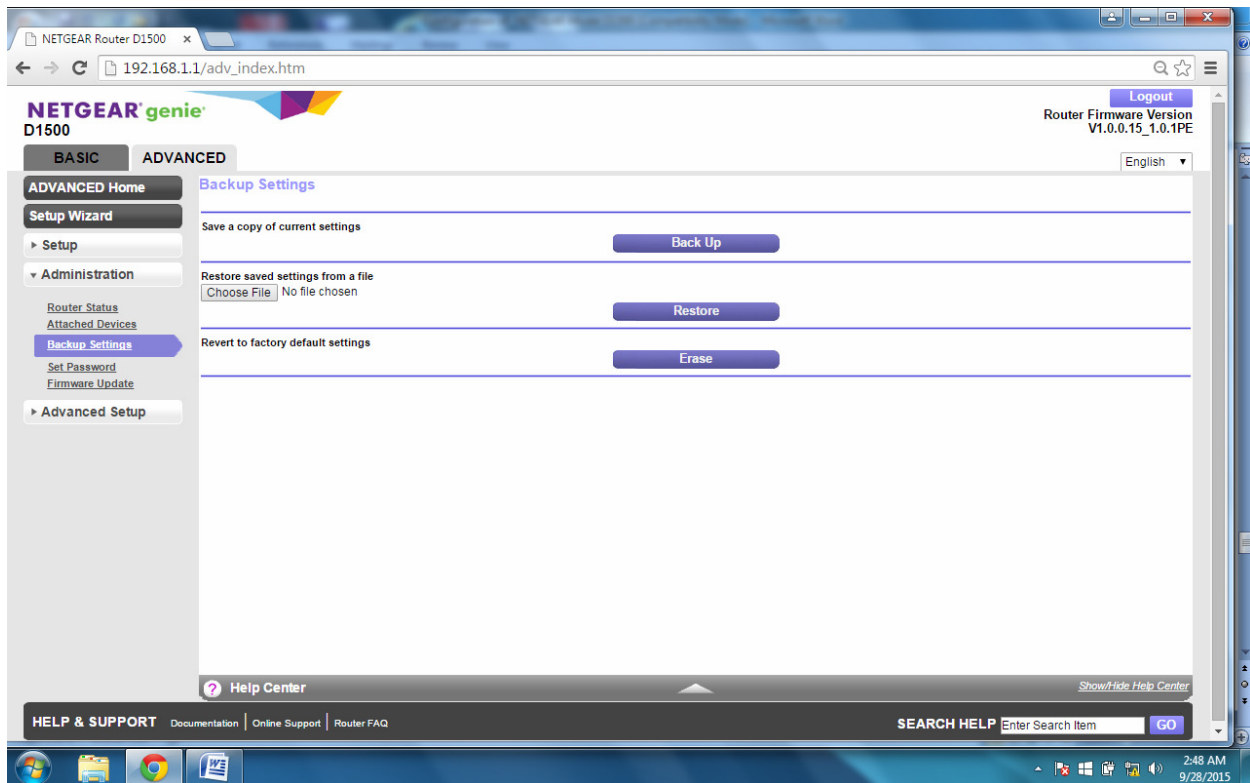 NETGEAR Router D1500
192.168.1.1/adv_index.htm
NETGEAR® genie®
D1500
Logout
Router Firmware Version
V1.0.0.15_1.0.1PE
BASIC ADVANCED
English
ADVANCED Home
Setup Wizard
Setup
Administration
Router Status
Attached Devices
Backup Settings
Set Password
Firmware Update
Advanced Setup
Backup Settings
Save a copy of current settings
Back Up
Restore saved settings from a file
Choose File No file chosen
Restore
Revert to factory default settings
Erase
? Help Center
Show/Hide Help Center
HELP & SUPPORT Documentation | Online Support | Router FAQ
SEARCH HELP Enter Search Item GO
2:48 AM
9/28/2015